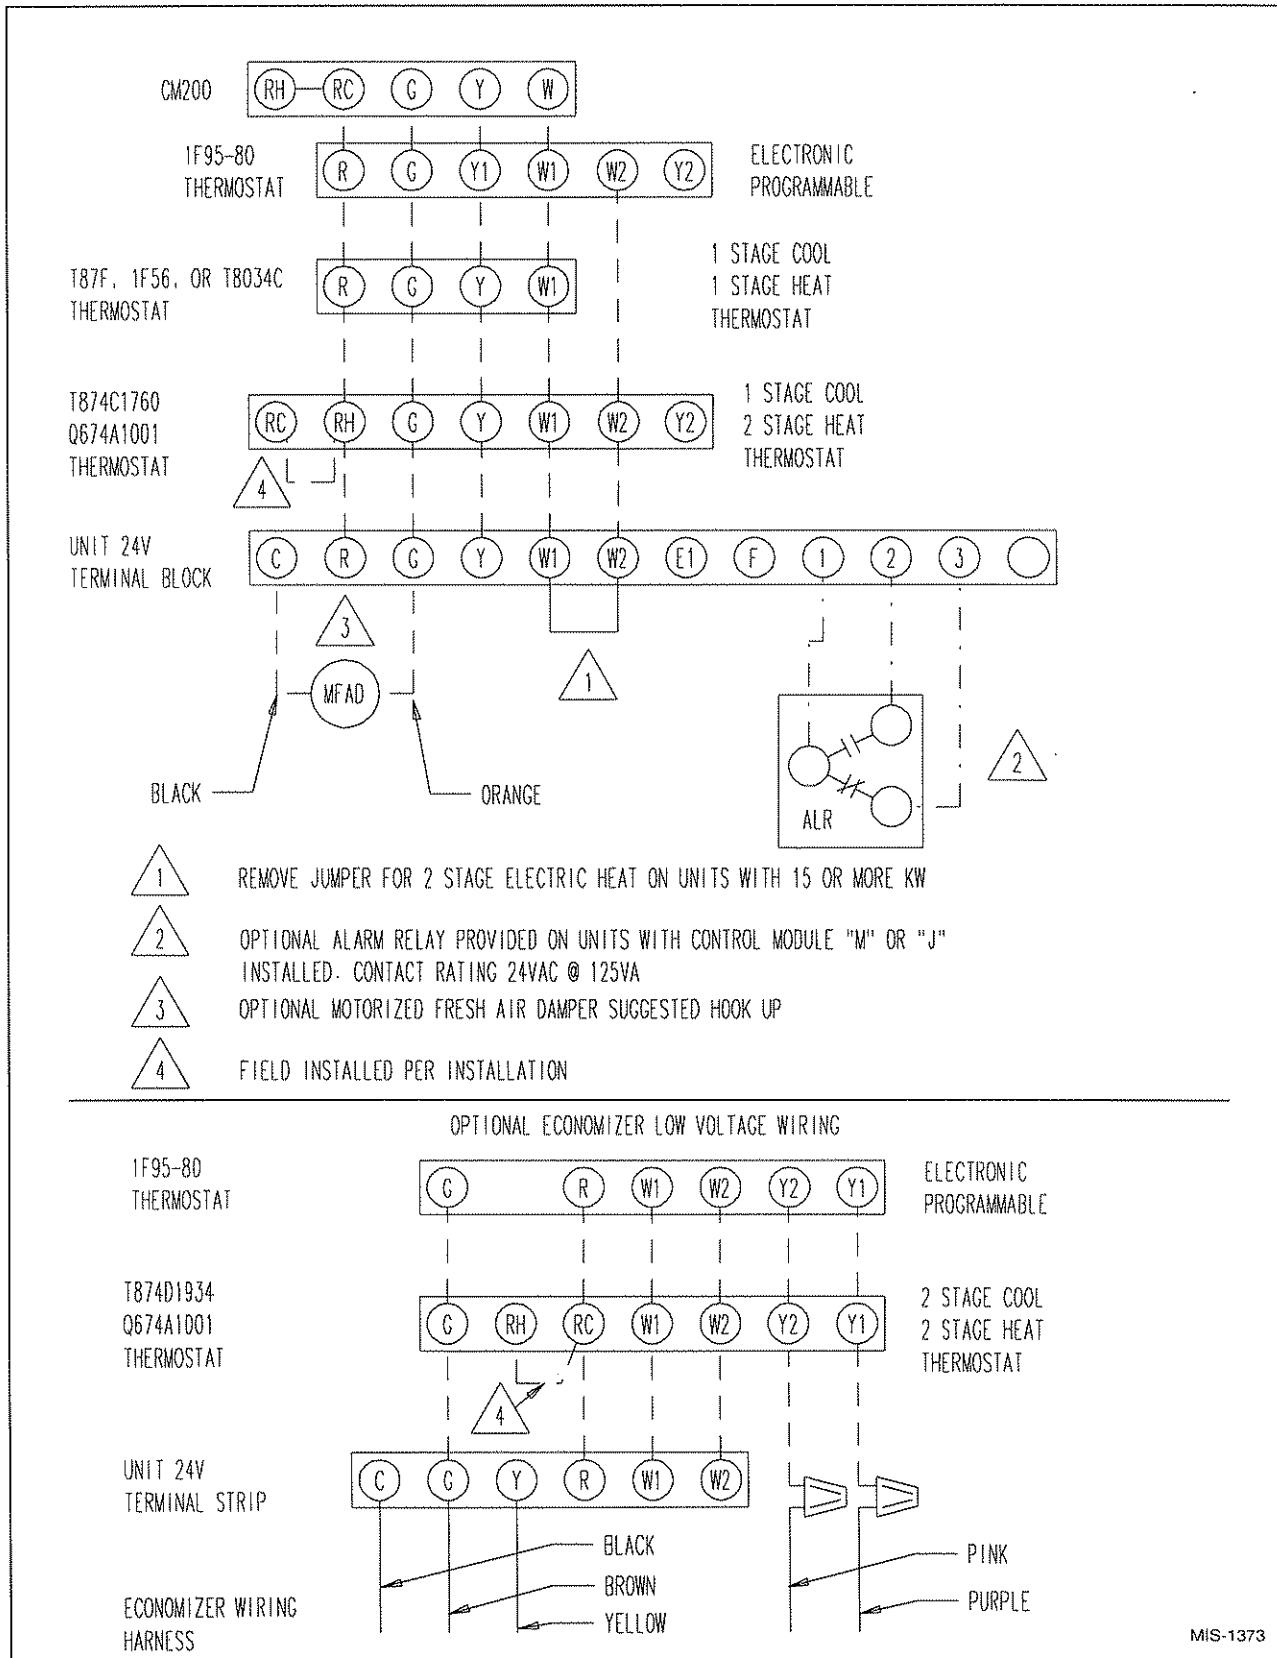 CM200 RH RC G Y W
1F95-80
THERMOSTAT
R G Y1 W1 W2 Y2
ELECTRONIC
PROGRAMMABLE
T87F, 1F56, OR T8034C
THERMOSTAT
R G Y W1
1 STAGE COOL
1 STAGE HEAT
THERMOSTAT
T874C1760
Q674A1001
THERMOSTAT
RC RH G Y W1 W2 Y2
1 STAGE COOL
2 STAGE HEAT
THERMOSTAT
4
UNIT 24V
TERMINAL BLOCK
C R G Y W1 W2 E1 F 1 2 3
3
1
MFAD
2
BLACK
ORANGE
ALR
1 REMOVE JUMPER FOR 2 STAGE ELECTRIC HEAT ON UNITS WITH 15 OR MORE KW
2 OPTIONAL ALARM RELAY PROVIDED ON UNITS WITH CONTROL MODULE "M" OR "J"
INSTALLED. CONTACT RATING 24VAC @ 125VA
3 OPTIONAL MOTORIZED FRESH AIR DAMPER SUGGESTED HOOK UP
4 FIELD INSTALLED PER INSTALLATION
OPTIONAL ECONOMIZER LOW VOLTAGE WIRING
1F95-80
THERMOSTAT
G R W1 W2 Y2 Y1
ELECTRONIC
PROGRAMMABLE
T874D1934
Q674A1001
THERMOSTAT
G RH RC W1 W2 Y2 Y1
2 STAGE COOL
2 STAGE HEAT
THERMOSTAT
4
UNIT 24V
TERMINAL STRIP
C G Y R W1 W2
BLACK
BROWN
YELLOW
PINK
PURPLE
ECONOMIZER WIRING
HARNESS
MIS-1373